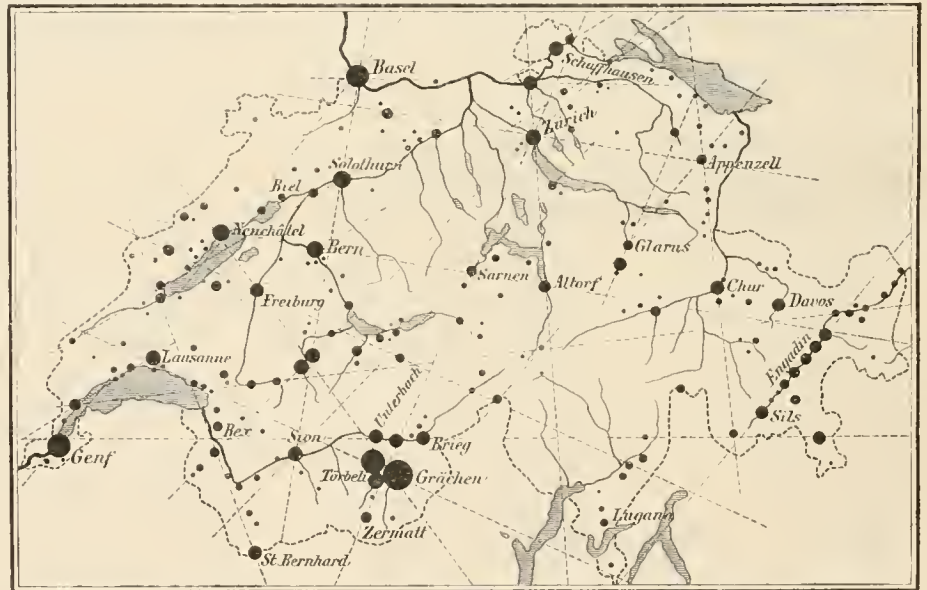 Schaffhausen
Basel
Zürich
Solothurn
Appenzell
Biel
Neuchâtel
Bern
Glarus
Sarnen
Freiburg
Altorf
Chur
Davos
Lausanne
Engadin
Unterbach
Sils
Bex
Sion
Brieg
Genf
Törbel
Grächen
Lugano
Zermatt
St Bernhard